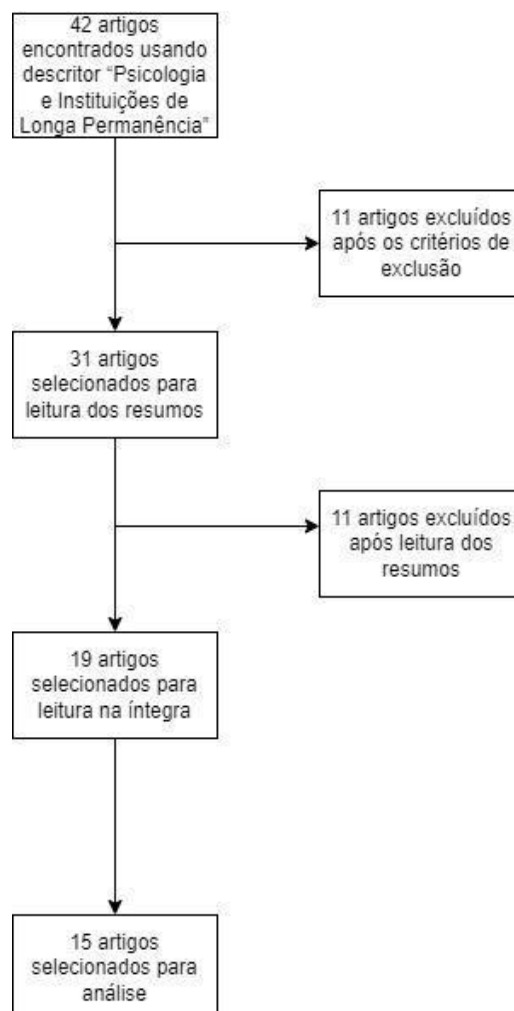 42 artigos
encontrados usando
descritor “Psicologia
e Instituições de
Longa Permanência”
11 artigos excluídos
após os critérios de
exclusão
31 artigos
selecionados para
leitura dos resumos
11 artigos excluídos
após leitura dos
resumos
19 artigos
selecionados para
leitura na íntegra
15 artigos
selecionados para
análise